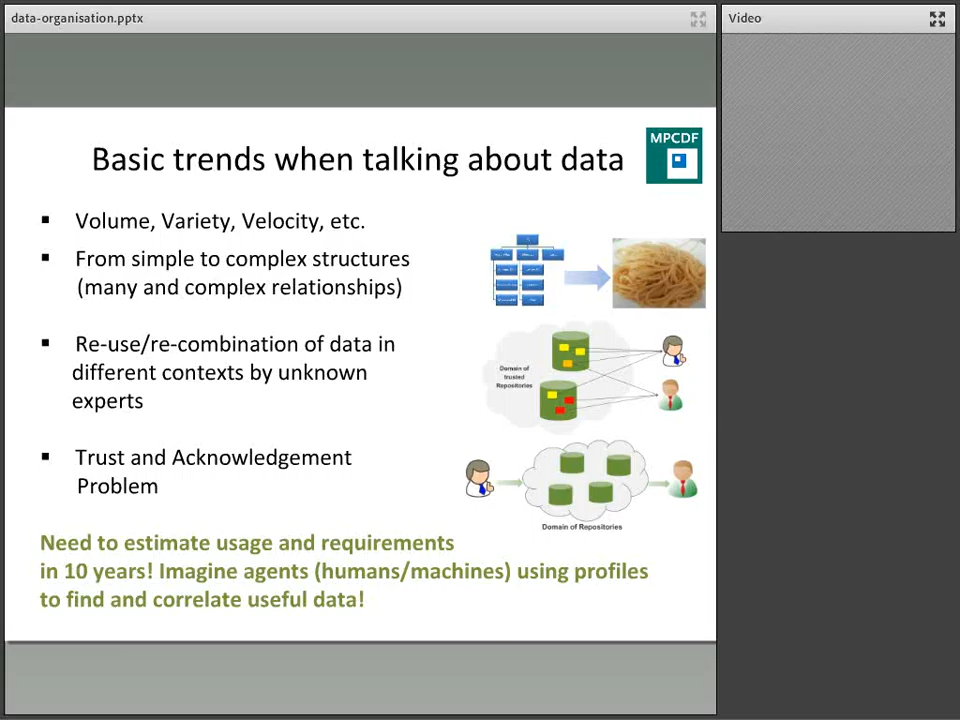 data-organisation.pptx
Video
Basic trends when talking about data
MPCDF
▪ Volume, Variety, Velocity, etc.
▪ From simple to complex structures
(many and complex relationships)
▪ Re-use/re-combination of data in
different contexts by unknown
experts
Domain of
trusted
Repositories
▪ Trust and Acknowledgement
Problem
Domain of Repositories
Need to estimate usage and requirements
in 10 years! Imagine agents (humans/machines) using profiles
to find and correlate useful data!